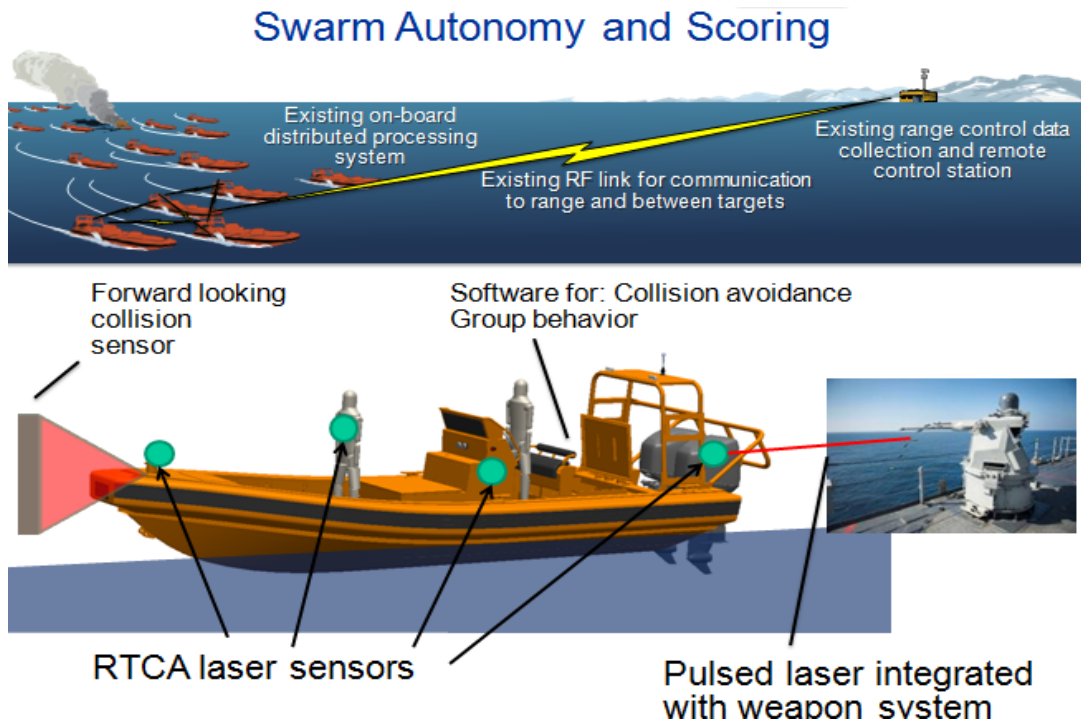 Swarm Autonomy and Scoring
Existing on-board
distributed processing
system
Existing RF link for communication
to range and between targets
Existing range control data
collection and remote
control station
Forward looking
collision
sensor
Software for: Collision avoidance
Group behavior
RTCA laser sensors
Pulsed laser integrated
with weapon system